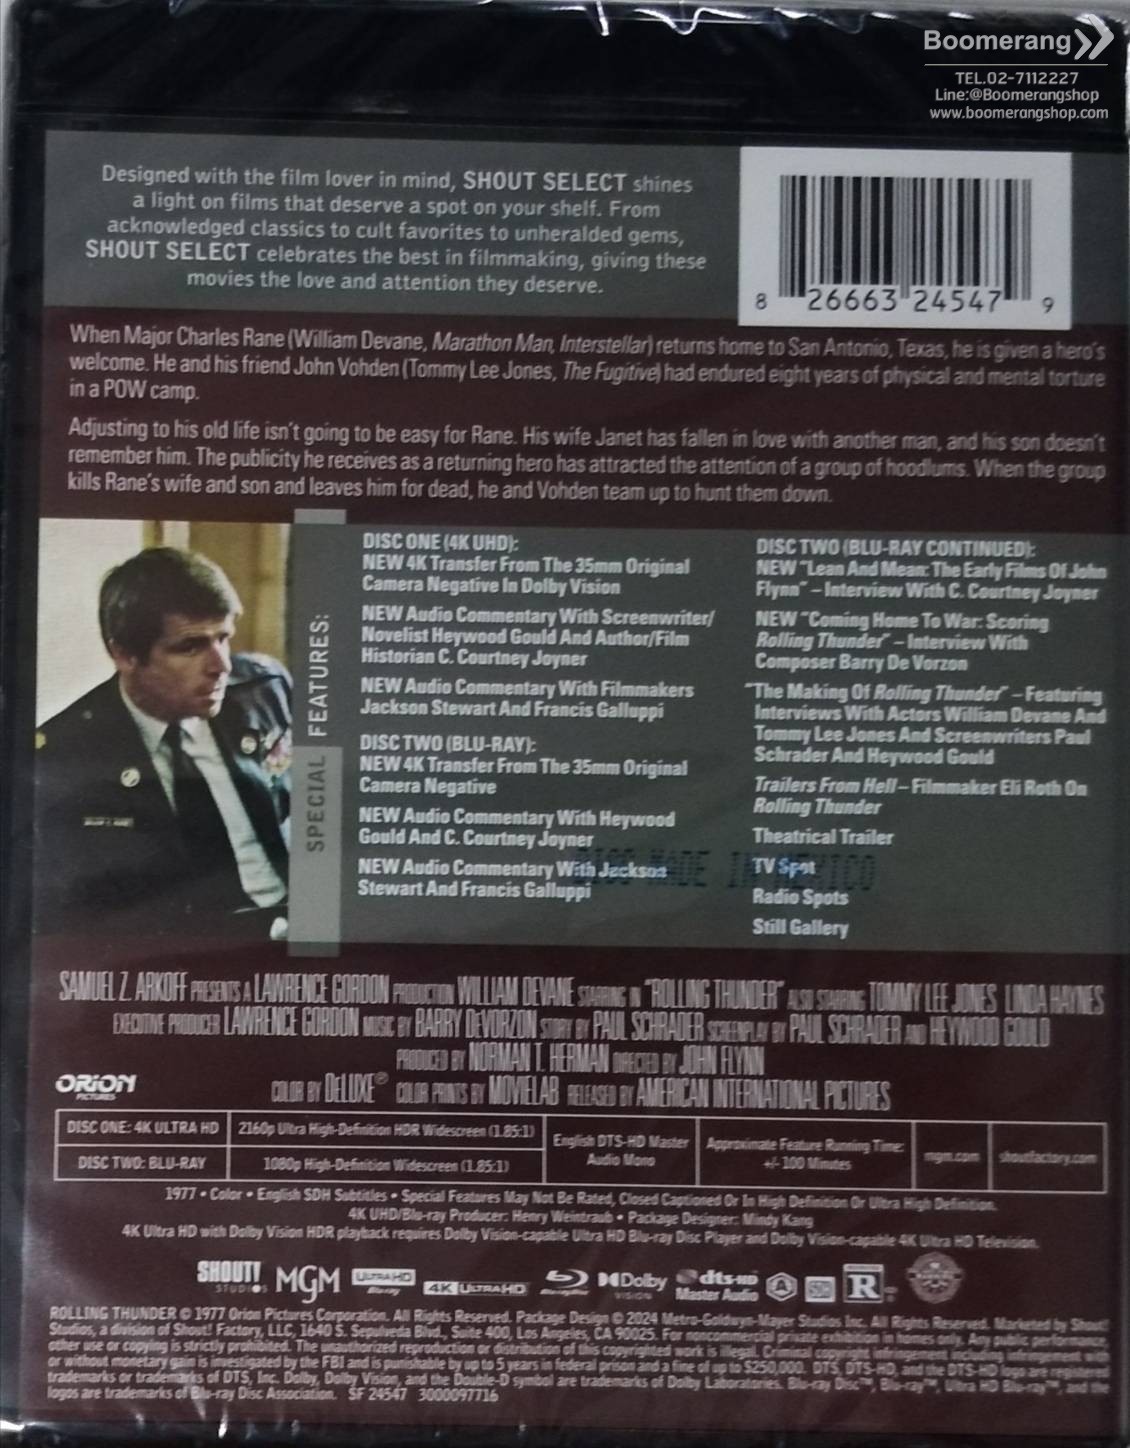 Boomerang
TEL.02-7112227
Line:@Boomerangshop
www.boomerangshop.com
Designed with the film lover in mind, SHOUT SELECT shines
a light on films that deserve a spot on your shelf. From
acknowledged classics to cult favorites to unheralded gems,
SHOUT SELECT celebrates the best in filmmaking, giving these
movies the love and attention they deserve.
8 26663 24547 9
When Major Charles Rane (William Devane, Marathon Man, Interstellar) returns home to San Antonio, Texas, he is given a hero's
welcome. He and his friend John Vohden (Tommy Lee Jones, The Fugitive) had endured eight years of physical and mental torture
in a POW camp.
Adjusting to his old life isn't going to be easy for Rane. His wife Janet has fallen in love with another man, and his son doesn't
remember him. The publicity he receives as a returning hero has attracted the attention of a group of hoodlums. When the group
kills Rane's wife and son and leaves him for dead, he and Vohden team up to hunt them down.
SPECIAL FEATURES:
DISC ONE (4K UHD):
NEW 4K Transfer From The 35mm Original
Camera Negative In Dolby Vision
NEW Audio Commentary With Screenwriter/
Novelist Heywood Gould And Author/Film
Historian C. Courtney Joyner
NEW Audio Commentary With Filmmakers
Jackson Stewart And Francis Galluppi
DISC TWO (BLU-RAY):
NEW 4K Transfer From The 35mm Original
Camera Negative
NEW Audio Commentary With Heywood
Gould And C. Courtney Joyner
NEW Audio Commentary With Jackson
Stewart And Francis Galluppi
DISC TWO (BLU-RAY CONTINUED):
NEW "Lean And Mean: The Early Films Of John
Flynn" – Interview With C. Courtney Joyner
NEW "Coming Home To War: Scoring
Rolling Thunder" – Interview With
Composer Barry De Vorzon
"The Making Of Rolling Thunder" – Featuring
Interviews With Actors William Devane And
Tommy Lee Jones And Screenwriters Paul
Schrader And Heywood Gould
Trailers From Hell – Filmmaker Eli Roth On
Rolling Thunder
Theatrical Trailer
TV Spot
Radio Spots
Still Gallery
DISC MADE IN MEXICO
SAMUEL Z. ARKOFF PRESENTS A LAWRENCE GORDON PRODUCTION WILLIAM DEVANE STARRING IN "ROLLING THUNDER" ALSO STARRING TOMMY LEE JONES LINDA HAYNES
EXECUTIVE PRODUCER LAWRENCE GORDON MUSIC BY BARRY DeVORZON STORY BY PAUL SCHRADER SCREENPLAY BY PAUL SCHRADER AND HEYWOOD GOULD
PRODUCED BY NORMAN T. HERMAN DIRECTED BY JOHN FLYNN
COLOR BY DELUXE® COLOR PRINTS BY MOVIELAB RELEASED BY AMERICAN INTERNATIONAL PICTURES
ORION
PICTURES
DISC ONE: 4K ULTRA HD 2160p Ultra High-Definition HDR Widescreen (1.85:1)
DISC TWO: BLU-RAY 1080p High-Definition Widescreen (1.85:1)
English DTS-HD Master
Audio Mono
Approximate Feature Running Time:
+/- 100 Minutes
mgm.com
shoutfactory.com
1977 • Color • English SDH Subtitles • Special Features May Not Be Rated, Closed Captioned Or In High Definition Or Ultra High Definition.
4K UHD/Blu-ray Producer: Henry Weintraub • Package Designer: Mindy Kang
4K Ultra HD with Dolby Vision HDR playback requires Dolby Vision-capable Ultra HD Blu-ray Disc Player and Dolby Vision-capable 4K Ultra HD Television.
SHOUT!
STUDIOS
MGM
ULTRA HD
Blu-ray
4K ULTRA HD
Dolby
VISION
dts-HD
Master Audio
R
ROLLING THUNDER © 1977 Orion Pictures Corporation. All Rights Reserved. Package Design © 2024 Metro-Goldwyn-Mayer Studios Inc. All Rights Reserved. Marketed by Shout!
Studios, a division of Shout! Factory, LLC, 1640 S. Sepulveda Blvd., Suite 400, Los Angeles, CA 90025. For noncommercial private exhibition in homes only. Any public performance,
other use or copying is strictly prohibited. The unauthorized reproduction or distribution of this copyrighted work is illegal. Criminal copyright infringement including infringement with
or without monetary gain is investigated by the FBI and is punishable by up to 5 years in federal prison and a fine of up to $250,000. DTS, DTS-HD, and the DTS-HD logo are registered
trademarks or trademarks of DTS, Inc. Dolby, Dolby Vision, and the Double-D symbol are trademarks of Dolby Laboratories. Blu-ray Disc™, Blu-ray™, Ultra HD Blu-ray™, and the
logos are trademarks of Blu-ray Disc Association. SF 24547 3000097716